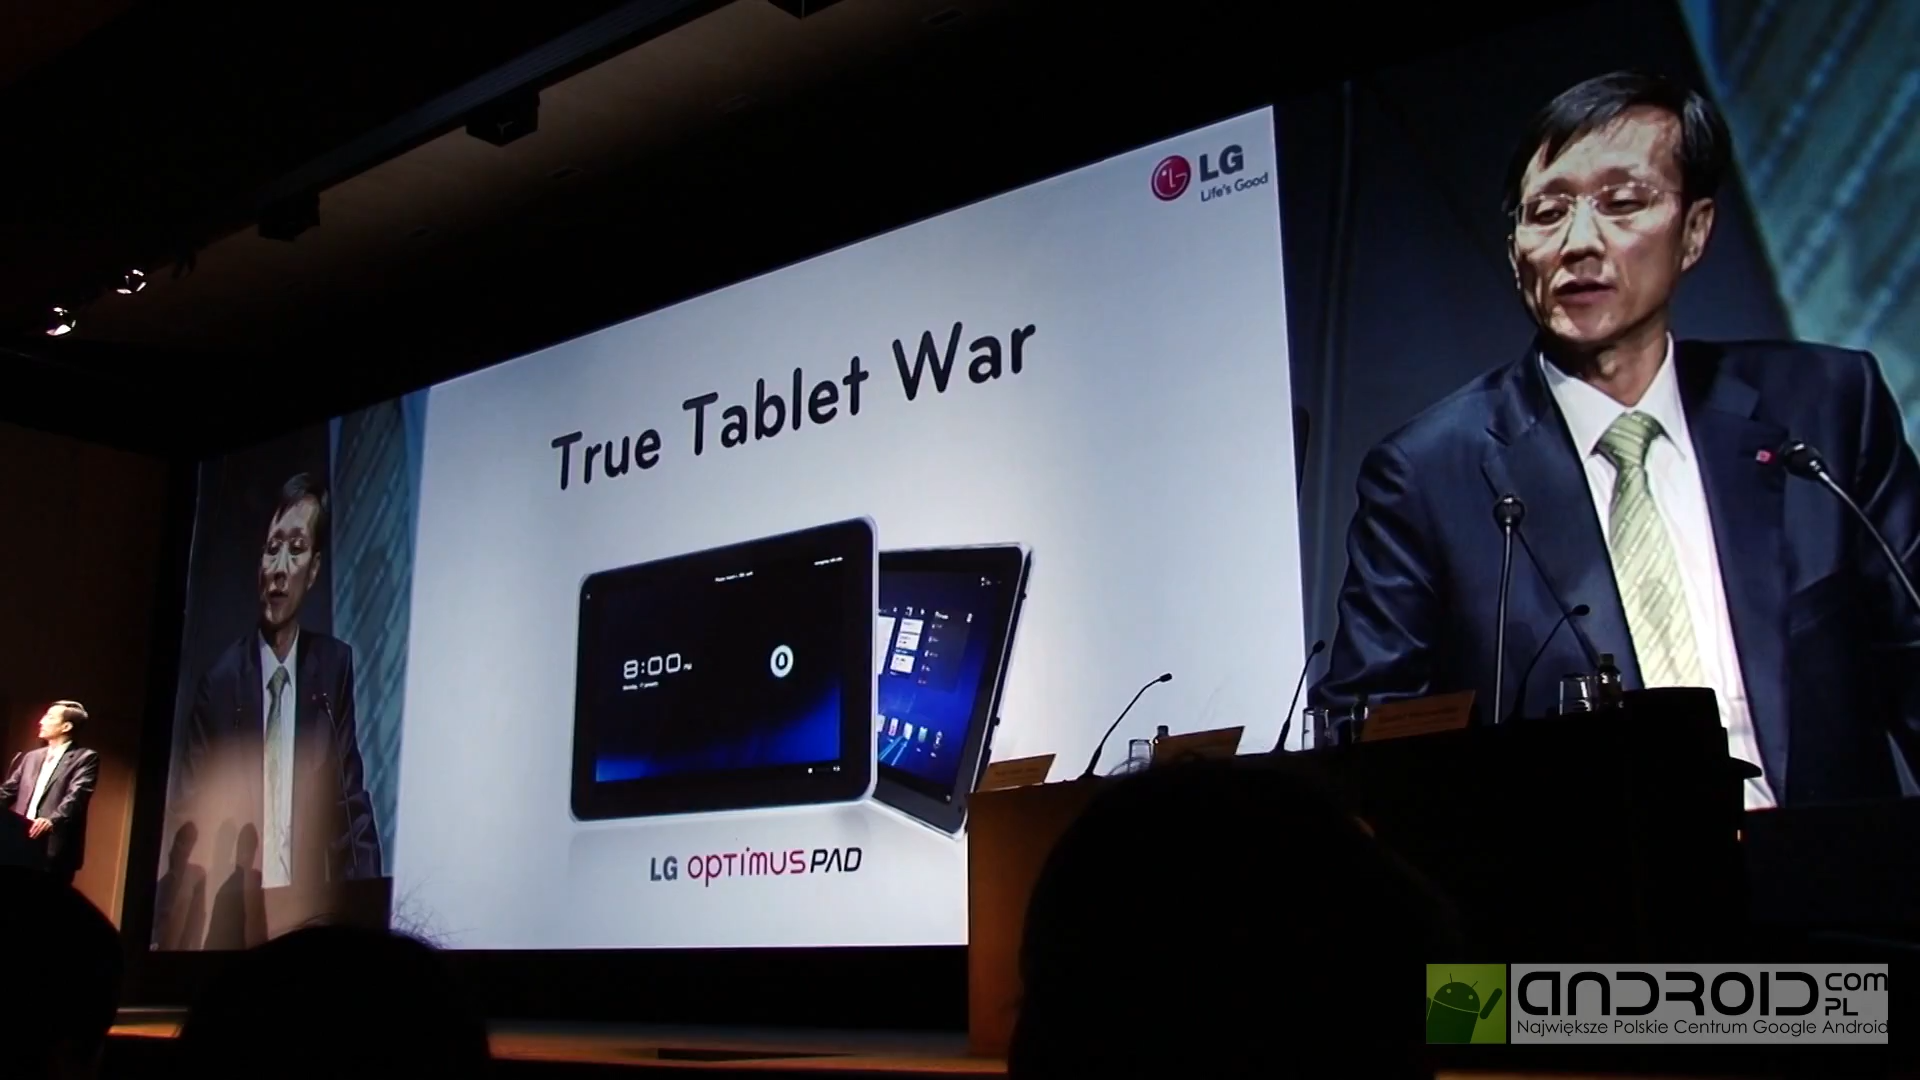 LG
Life's Good
True Tablet War
8:00 PM
LG OPTIMUS PAD
ANDROID.COM.PL
Największe Polskie Centrum Google Android